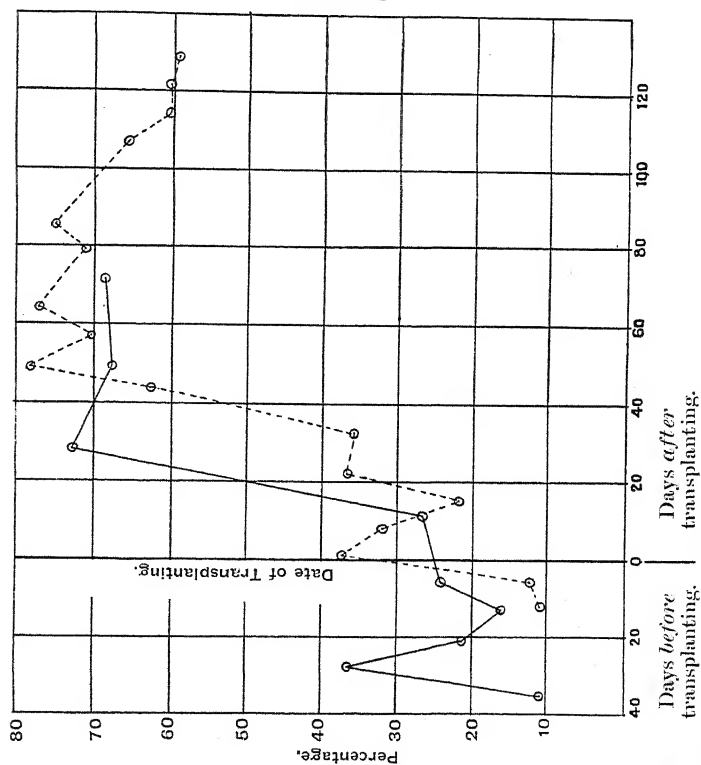 80
70
60
50
40
30
20
10
Percentage.
Date of Transplanting.
40
20
0
20
40
60
80
100
120
Days before
transplanting.
Days after
transplanting.